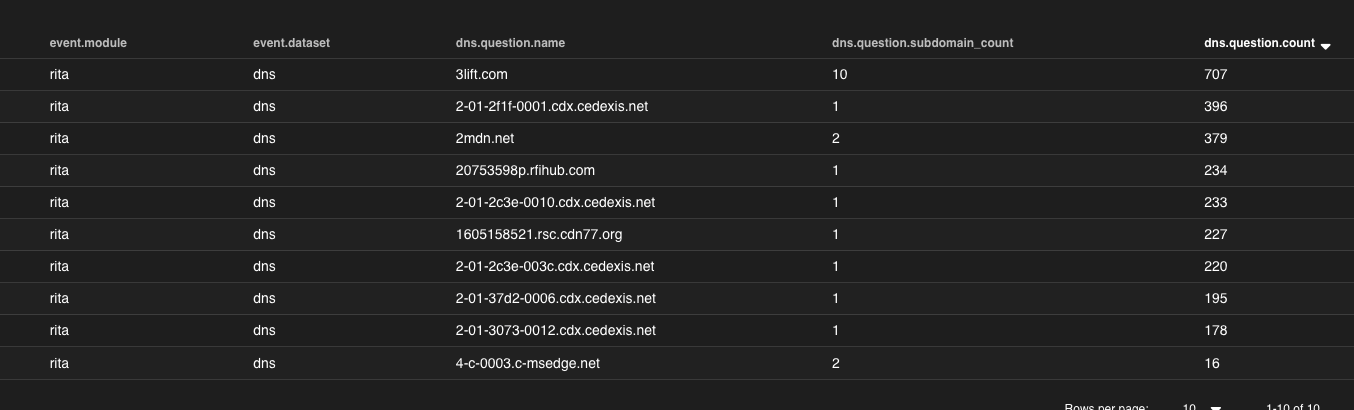 event.module event.dataset dns.question.name dns.question.subdomain_count dns.question.count
rita dns 3lift.com 10 707
rita dns 2-01-2f1f-0001.cdx.cedexis.net 1 396
rita dns 2mdn.net 2 379
rita dns 20753598p.rfihub.com 1 234
rita dns 2-01-2c3e-0010.cdx.cedexis.net 1 233
rita dns 1605158521.rsc.cdn77.org 1 227
rita dns 2-01-2c3e-003c.cdx.cedexis.net 1 220
rita dns 2-01-37d2-0006.cdx.cedexis.net 1 195
rita dns 2-01-3073-0012.cdx.cedexis.net 1 178
rita dns 4-c-0003.c-msedge.net 2 16
Rows per page: 10 1-10 of 10